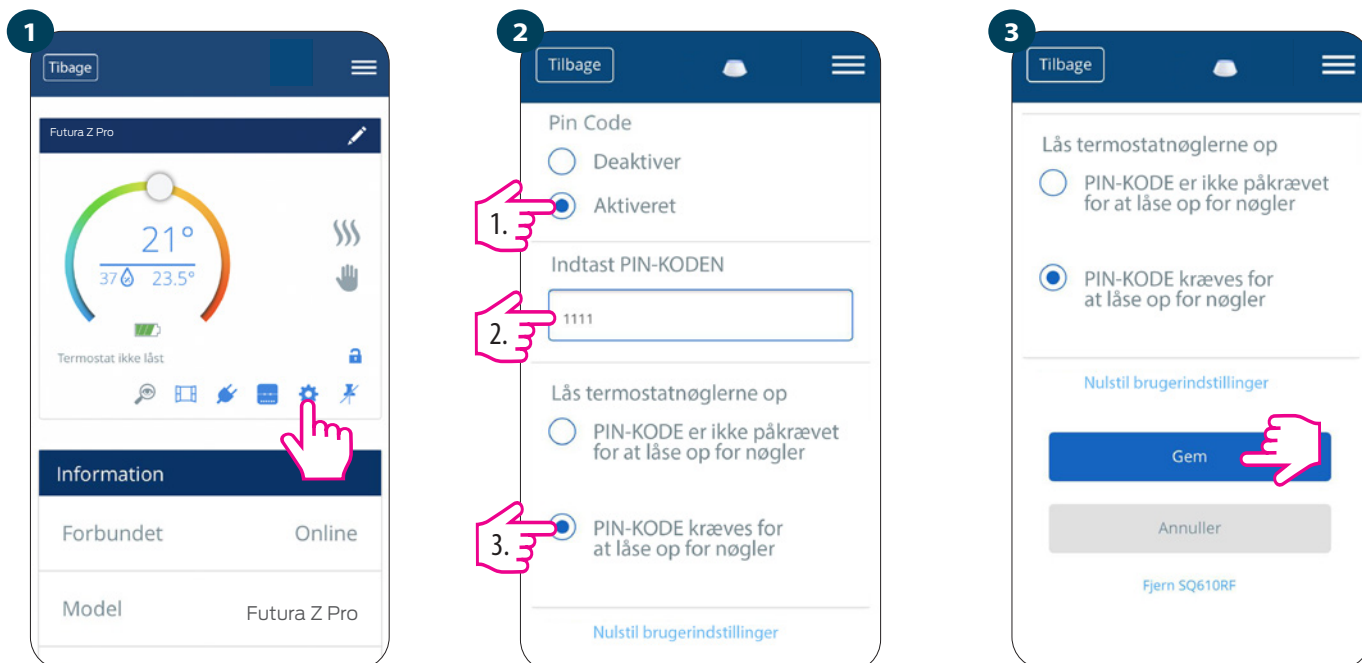 1
Tibage
Futura Z Pro
21°
37 23.5°
Termostat ikke låst
Information
Forbundet Online
Model Futura Z Pro
2
Tilbage
Pin Code
Deaktiver
1. Aktiveret
Indtast PIN-KODEN
2. 1111
Lås termostatnøglerne op
PIN-KODE er ikke påkrævet
for at låse op for nøgler
3. PIN-KODE kræves for
at låse op for nøgler
Nulstil brugerindstillinger
3
Tilbage
Lås termostatnøglerne op
PIN-KODE er ikke påkrævet
for at låse op for nøgler
PIN-KODE kræves for
at låse op for nøgler
Nulstil brugerindstillinger
Gem
Annuller
Fjern SQ610RF